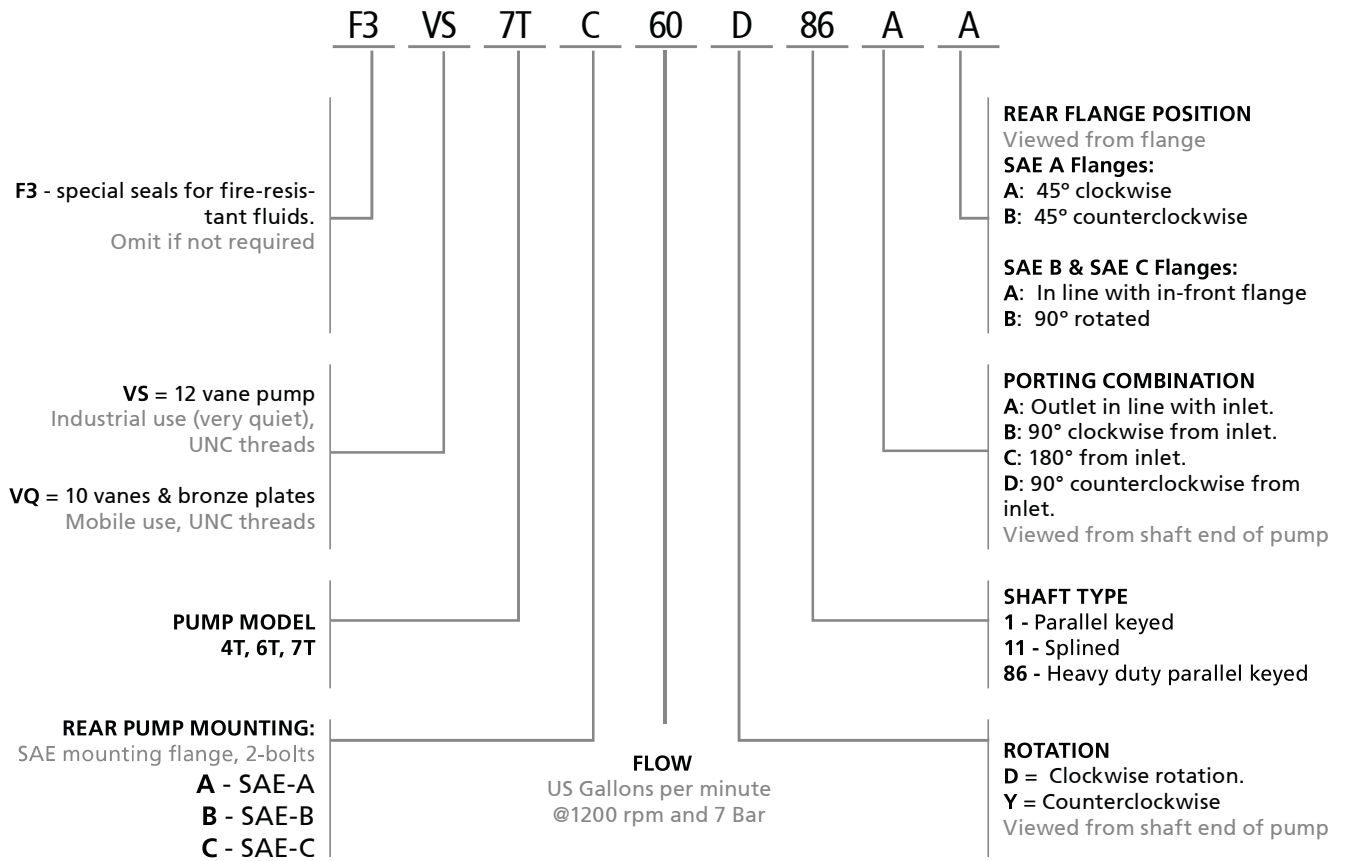 F3 VS 7T C 60 D 86 A A
F3 - special seals for fire-resis-
tant fluids.
Omit if not required
VS = 12 vane pump
Industrial use (very quiet),
UNC threads
VQ = 10 vanes & bronze plates
Mobile use, UNC threads
PUMP MODEL
4T, 6T, 7T
REAR PUMP MOUNTING:
SAE mounting flange, 2-bolts
A - SAE-A
B - SAE-B
C - SAE-C
FLOW
US Gallons per minute
@1200 rpm and 7 Bar
REAR FLANGE POSITION
Viewed from flange
SAE A Flanges:
A: 45º clockwise
B: 45º counterclockwise
SAE B & SAE C Flanges:
A: In line with in-front flange
B: 90º rotated
PORTING COMBINATION
A: Outlet in line with inlet.
B: 90° clockwise from inlet.
C: 180° from inlet.
D: 90° counterclockwise from
inlet.
Viewed from shaft end of pump
SHAFT TYPE
1 - Parallel keyed
11 - Splined
86 - Heavy duty parallel keyed
ROTATION
D = Clockwise rotation.
Y = Counterclockwise
Viewed from shaft end of pump